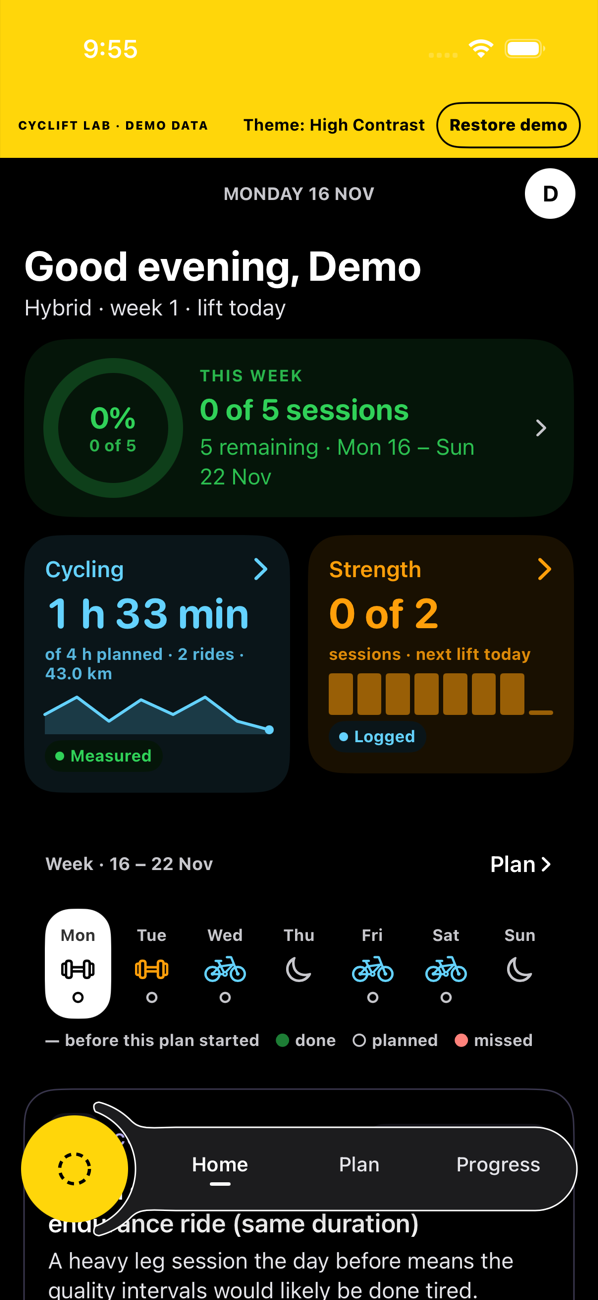 9:55
CYCLIFT LAB · DEMO DATA
Theme: High Contrast
Restore demo
MONDAY 16 NOV
D
Good evening, Demo
Hybrid · week 1 · lift today
0%
0 of 5
THIS WEEK
0 of 5 sessions
5 remaining · Mon 16 – Sun
22 Nov
Cycling
1 h 33 min
of 4 h planned · 2 rides ·
43.0 km
Measured
Strength
0 of 2
sessions · next lift today
Logged
Week · 16 – 22 Nov
Plan
Mon Tue Wed Thu Fri Sat Sun
— before this plan started done planned missed
Home Plan Progress
endurance ride (same duration)
A heavy leg session the day before means the
quality intervals would likely be done tired.